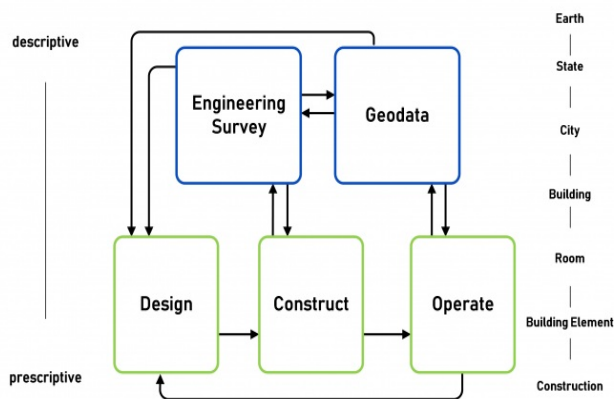 descriptive
Earth
State
City
Building
Room
Building Element
Construction
Engineering
Survey
Geodata
Design
Construct
Operate
prescriptive